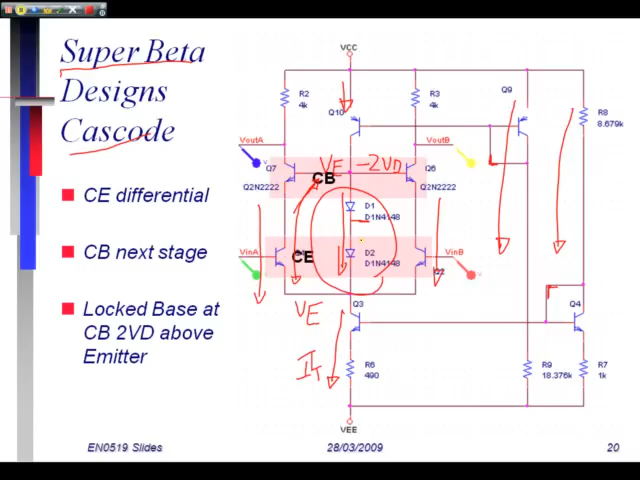 Super Beta
Designs
Cascode
CE differential
CB next stage
Locked Base at
CB 2VD above
Emitter
VCC
R2
4k
R3
4k
Q9
Q10
R8
8.679k
VoutA
VoutB
Q7
VE -2VD
Q6
Q2N2222
CB
Q2N2222
D1
D1N4148
VinA
CE
D2
D1N4148
VinB
Q2
VE
Q3
Q4
IT
R6
490
R9
18.376k
R7
1k
VEE
EN0519 Slides
28/03/2009
20